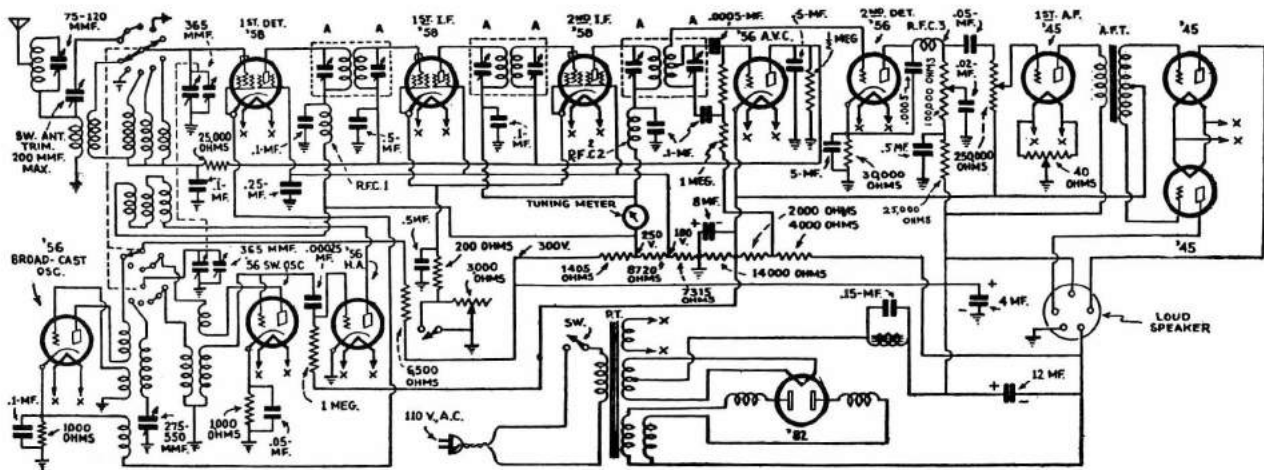 75-120
MMF.
365
MMF.
1ST. DET.
'58
A
A
1ST. I.F.
'58
A
A
2ND I.F.
'58
A
A
.0005-MF.
'56 A.V.C.
.5-MF.
½
MEG.
2ND. DET.
'56
R.F.C.3
.05-
MF.
1ST. A.F.
'45
A.F.T.
'45
SW. ANT.
TRIM.
200 MMF.
MAX.
25,000
OHMS
.1-
MF.
.25-
MF.
.1-MF.
.5-
MF.
R.F.C. 1
.1-
MF.
2
R.F.C.2
.1-MF.
1 MEG.
.5-MF.
30,000
OHMS
.0005
100,000 OHMS
.02-
MF.
.5 MF.
250,000
OHMS
25,000
OHMS
40
OHMS
X
'45
TUNING METER
8 MF.
2000 OHMS
4000 OHMS
'56
BROAD-CAST
OSC.
365 MMF.
'56 SW. OSC
.00025
MF.
'56
H.A.
.5MF.
200 OHMS
3000
OHMS
300V.
250
V.
180
V.
1405
OHMS
8720
OHMS
7315
OHMS
14000 OHMS
.15-MF.
4 MF.
LOUD
SPEAKER
6,500
OHMS
1 MEG.
SW.
P.T.
X
X
'82
12 MF.
110 V., A.C.
.1-MF.
1000
OHMS
275-
550
MMF.
1000
OHMS
.05-
MF.